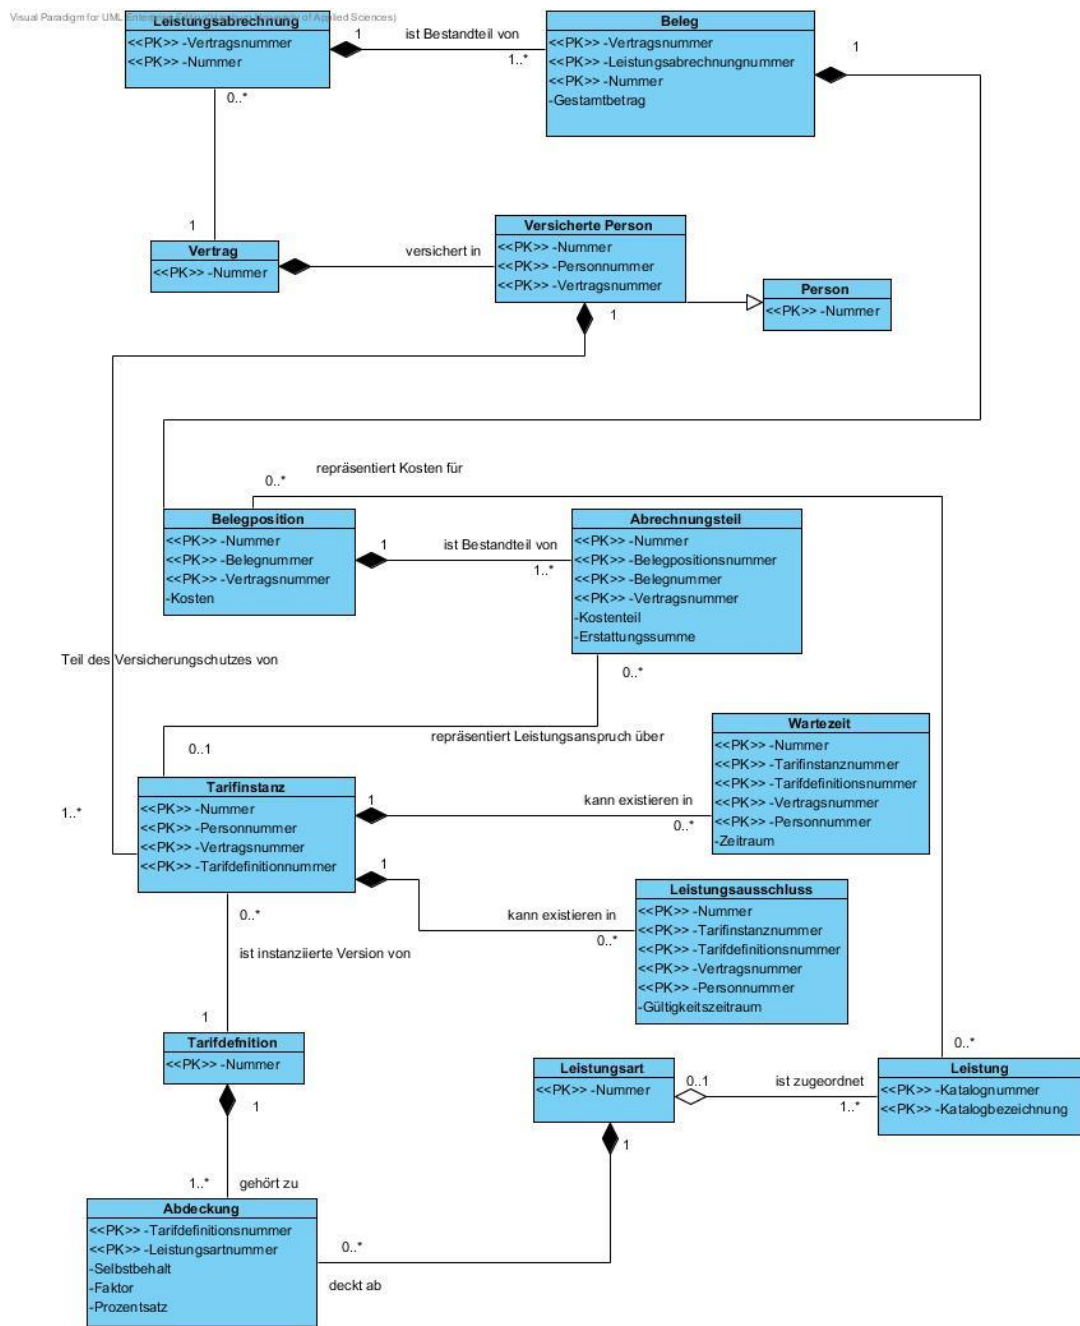 Visual Paradigm for UML Enterprise Edition University of Applied Sciences)
Leistungsabrechnung
<<PK>> -Vertragsnummer
<<PK>> -Nummer
1
ist Bestandteil von
1..*
Beleg
<<PK>> -Vertragsnummer
<<PK>> -Leistungsabrechnungnummer
<<PK>> -Nummer
-Gestamtbetrag
1
0..*
1
Vertrag
<<PK>> -Nummer
versichert in
Versicherte Person
<<PK>> -Nummer
<<PK>> -Personnummer
<<PK>> -Vertragsnummer
1
Person
<<PK>> -Nummer
repräsentiert Kosten für
0..*
Belegposition
<<PK>> -Nummer
<<PK>> -Belegnummer
<<PK>> -Vertragsnummer
-Kosten
1
ist Bestandteil von
1..*
Abrechnungsteil
<<PK>> -Nummer
<<PK>> -Belegpositionsnummer
<<PK>> -Belegnummer
<<PK>> -Vertragsnummer
-Kostenteil
-Erstattungssumme
Teil des Versicherungschutzes von
0..*
repräsentiert Leistungsanspruch über
0..1
1..*
Tarifinstanz
<<PK>> -Nummer
<<PK>> -Personnummer
<<PK>> -Vertragsnummer
<<PK>> -Tarifdefinitionnummer
1
kann existieren in
0..*
Wartezeit
<<PK>> -Nummer
<<PK>> -Tarifinstanznummer
<<PK>> -Tarifdefinitionsnummer
<<PK>> -Vertragsnummer
<<PK>> -Personnummer
-Zeitraum
1
kann existieren in
0..*
Leistungsausschluss
<<PK>> -Nummer
<<PK>> -Tarifinstanznummer
<<PK>> -Tarifdefinitionsnummer
<<PK>> -Vertragsnummer
<<PK>> -Personnummer
-Gültigkeitszeitraum
0..*
ist instanziierte Version von
1
Tarifdefnition
<<PK>> -Nummer
1
1..*
gehört zu
Leistungsart
<<PK>> -Nummer
0..1
ist zugeordnet
1..*
0..*
Leistung
<<PK>> -Katalognummer
<<PK>> -Katalogbezeichnung
1
Abdeckung
<<PK>> -Tarifdefinitionsnummer
<<PK>> -Leistungsartnummer
-Selbstbehalt
-Faktor
-Prozentsatz
0..*
deckt ab